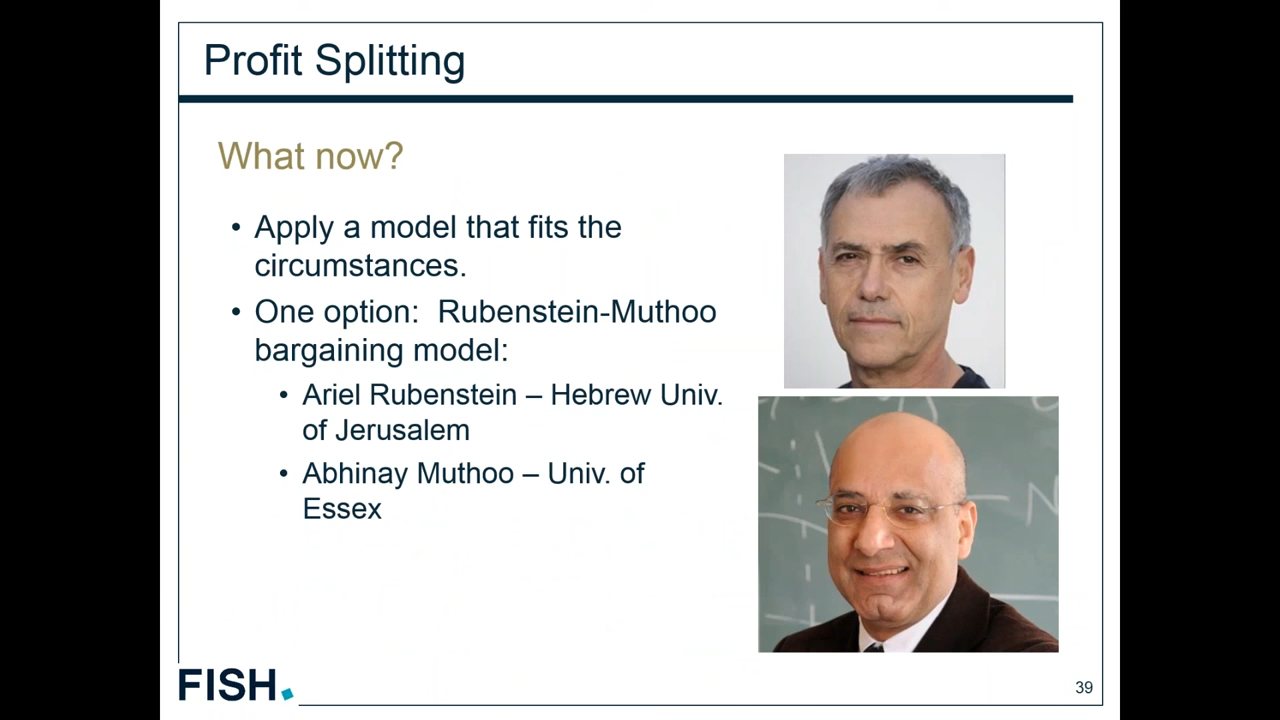 Profit Splitting
What now?
• Apply a model that fits the
circumstances.
• One option:  Rubenstein-Muthoo
bargaining model:
• Ariel Rubenstein – Hebrew Univ.
of Jerusalem
• Abhinay Muthoo – Univ. of
Essex
FISH.
39